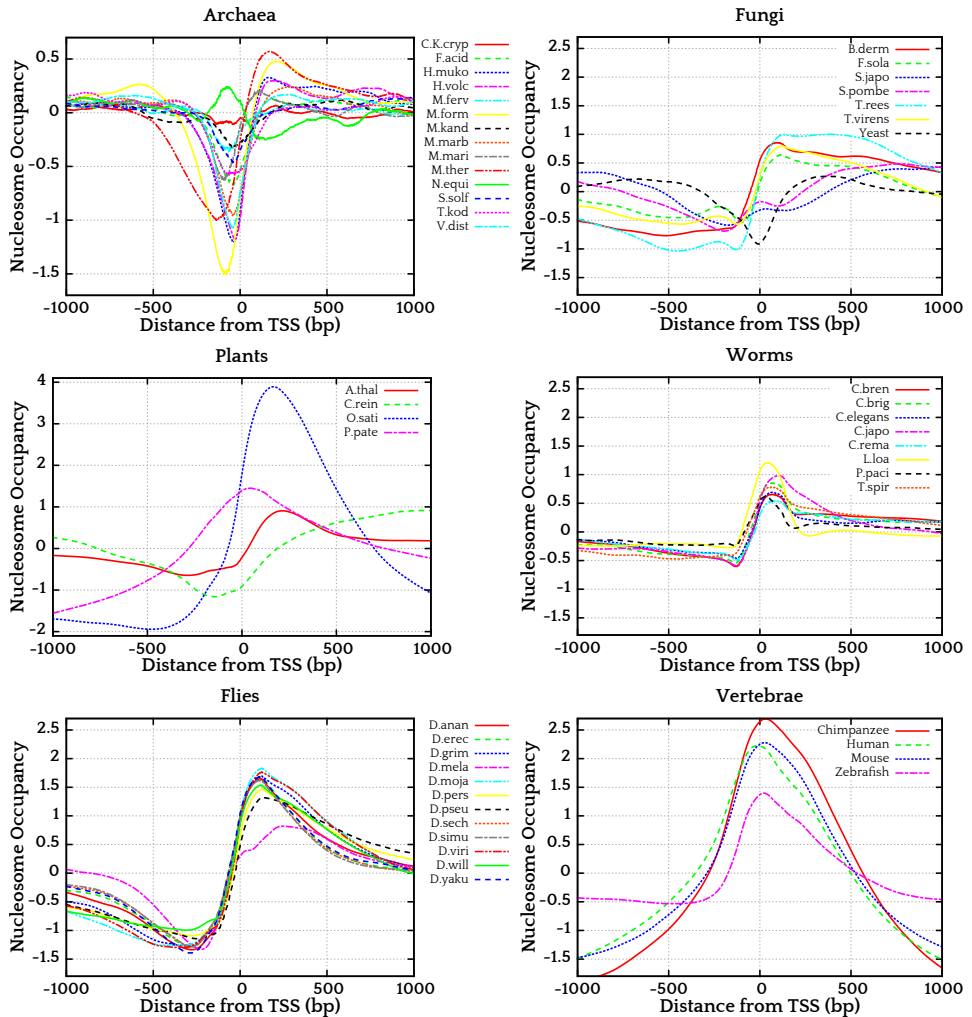 Archaea
Nucleosome Occupancy
0.5
0
−0.5
−1
−1.5
-1000 -500 0 500 1000
Distance from TSS (bp)
C.K.cryp
F.acid
H.muko
H.volc
M.ferv
M.form
M.kand
M.marb
M.mari
M.ther
N.equi
S.solf
T.kod
V.dist
Fungi
Nucleosome Occupancy
2.5
2
1.5
1
0.5
0
−0.5
−1
−1.5
-1000 -500 0 500 1000
Distance from TSS (bp)
B.derm
F.sola
S.japo
S.pombe
T.rees
T.virens
Yeast
Plants
Nucleosome Occupancy
4
3
2
1
0
−1
−2
-1000 -500 0 500 1000
Distance from TSS (bp)
A.thal
C.rein
O.sati
P.pate
Worms
Nucleosome Occupancy
2.5
2
1.5
1
0.5
0
−0.5
−1
−1.5
-1000 -500 0 500 1000
Distance from TSS (bp)
C.bren
C.brig
C.elegans
C.japo
C.rema
L.loa
P.paci
T.spir
Flies
Nucleosome Occupancy
2.5
2
1.5
1
0.5
0
−0.5
−1
−1.5
-1000 -500 0 500 1000
Distance from TSS (bp)
D.anan
D.erec
D.grim
D.mela
D.moja
D.pers
D.pseu
D.sech
D.simu
D.viri
D.will
D.yaku
Vertebrae
Nucleosome Occupancy
2.5
2
1.5
1
0.5
0
−0.5
−1
−1.5
-1000 -500 0 500 1000
Distance from TSS (bp)
Chimpanzee
Human
Mouse
Zebrafish